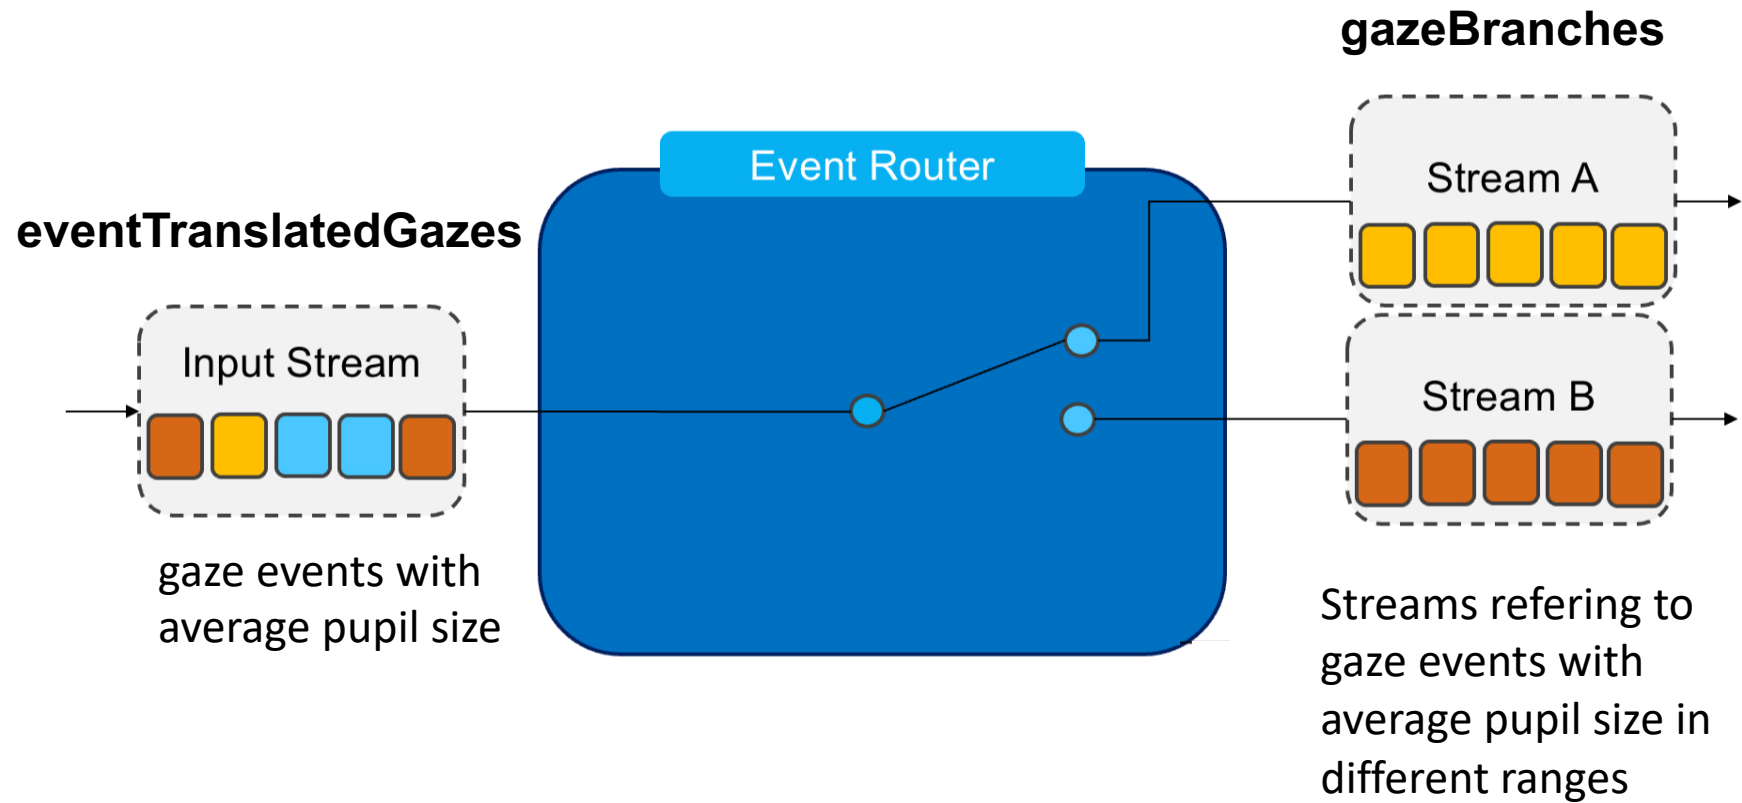 gazeBranches
Event Router
Stream A
eventTranslatedGazes
Input Stream
Stream B
gaze events with
average pupil size
Streams refering to
gaze events with
average pupil size in
different ranges